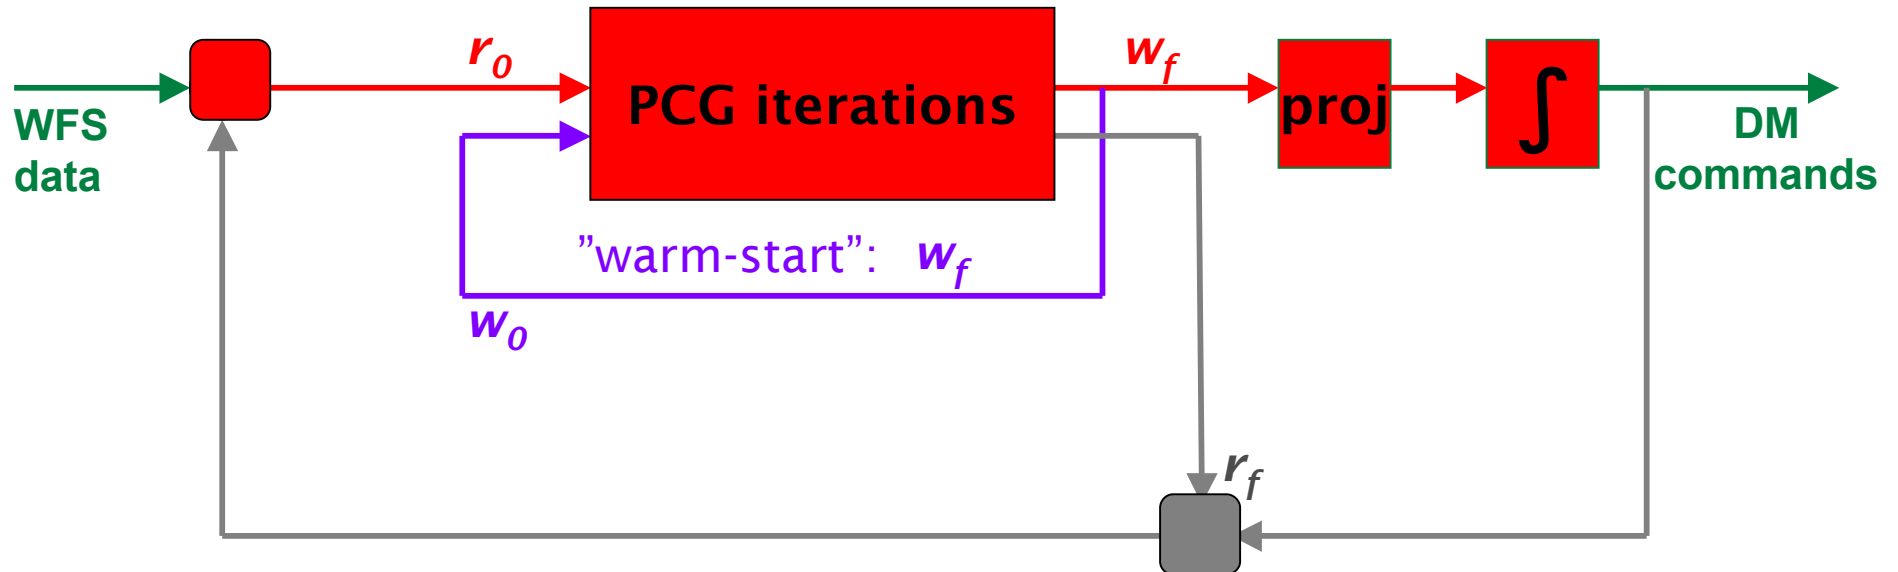 r0
wf
PCG iterations
proj
∫
WFS
data
DM
commands
”warm-start”: wf
w0
rf